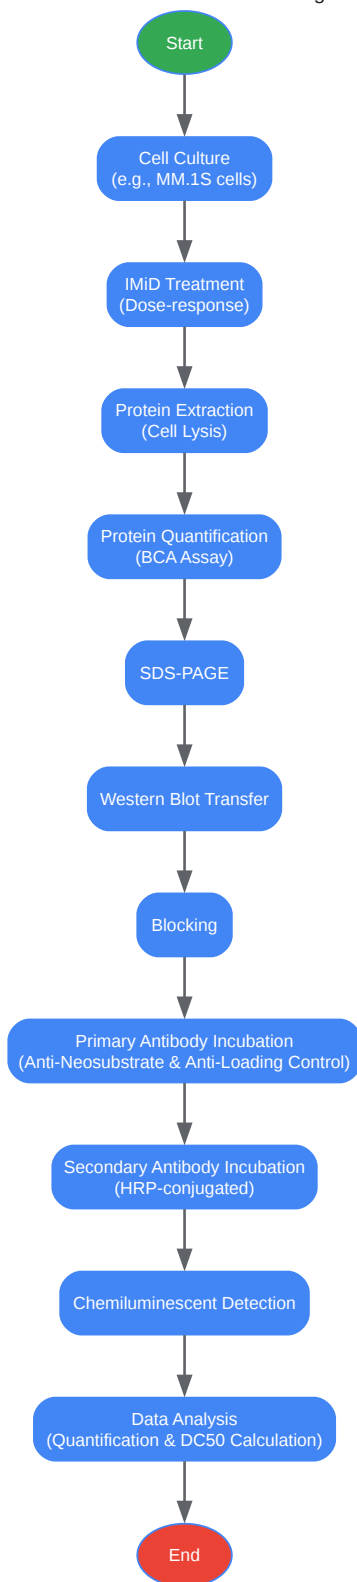 Start
Cell Culture
(e.g., MM.1S cells)
IMiD Treatment
(Dose-response)
Protein Extraction
(Cell Lysis)
Protein Quantification
(BCA Assay)
SDS-PAGE
Western Blot Transfer
Blocking
Primary Antibody Incubation
(Anti-Neosubstrate & Anti-Loading Control)
Secondary Antibody Incubation
(HRP-conjugated)
Chemiluminescent Detection
Data Analysis
(Quantification & DC50 Calculation)
End